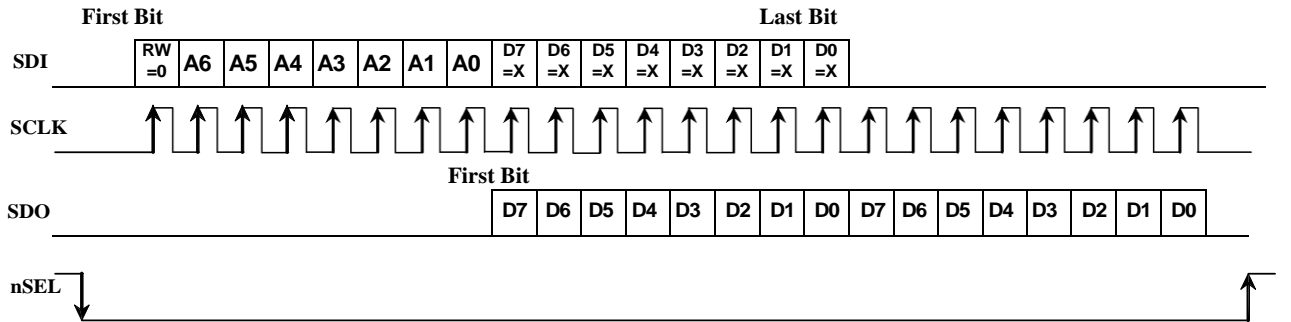 First Bit Last Bit
SDI RW =0 A6 A5 A4 A3 A2 A1 A0 D7 =X D6 =X D5 =X D4 =X D3 =X D2 =X D1 =X D0 =X
SCLK
First Bit
SDO D7 D6 D5 D4 D3 D2 D1 D0 D7 D6 D5 D4 D3 D2 D1 D0
nSEL